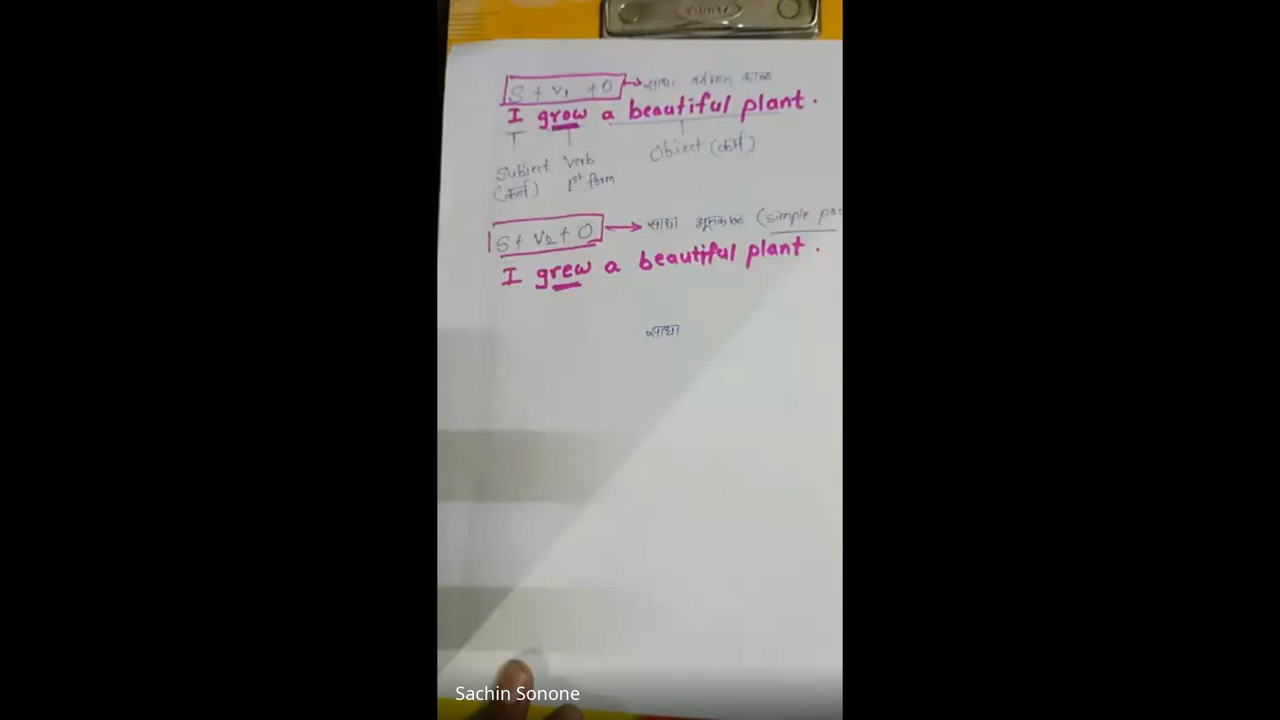 S + V1 + O → साधा वर्तमान काळ
I grow a beautiful plant.
Subject Verb Object (कर्म)
(कर्ता) 1st form
S + V2 + O → साधा भूतकाळ (simple pas
I grew a beautiful plant.
साधा
Sachin Sonone